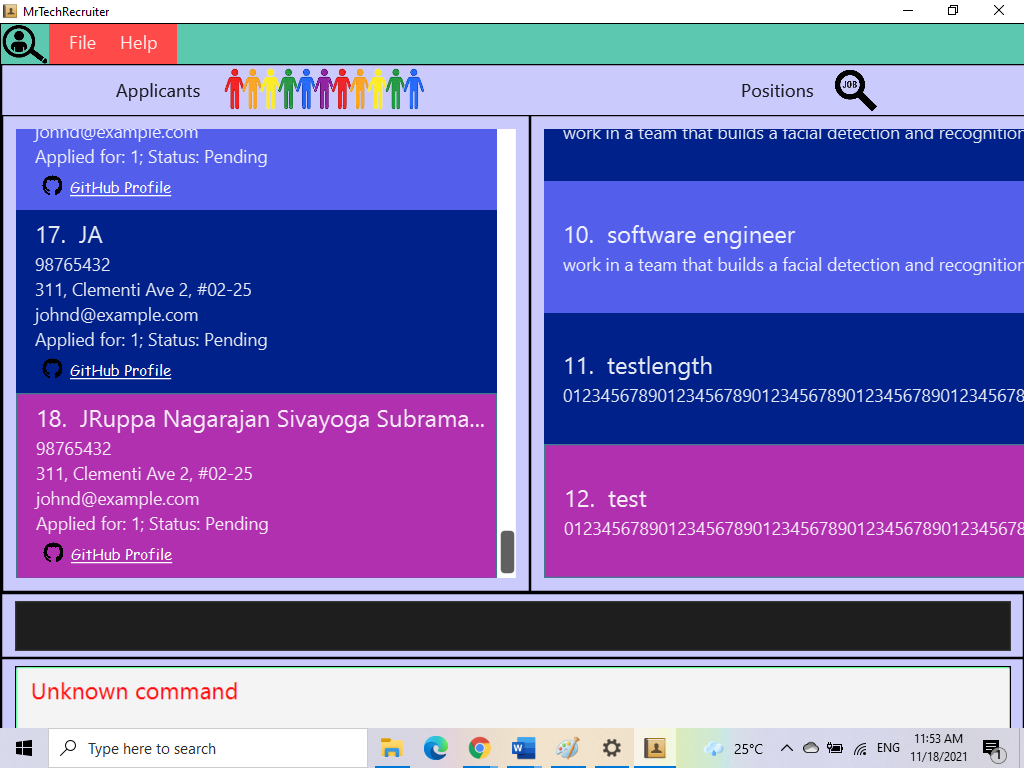 MrTechRecruiter
File Help
Applicants
Positions
JOB
johnd@example.com
Applied for: 1; Status: Pending
GitHub Profile
17. JA
98765432
311, Clementi Ave 2, #02-25
johnd@example.com
Applied for: 1; Status: Pending
GitHub Profile
18. JRuppa Nagarajan Sivayoga Subrama...
98765432
311, Clementi Ave 2, #02-25
johnd@example.com
Applied for: 1; Status: Pending
GitHub Profile
work in a team that builds a facial detection and recognition
10. software engineer
work in a team that builds a facial detection and recognition
11. testlength
0123456789012345678901234567890123456789012345678
12. test
0123456789012345678901234567890123456789012345678
Unknown command
Type here to search
25°C
ENG
11:53 AM
11/18/2021
1